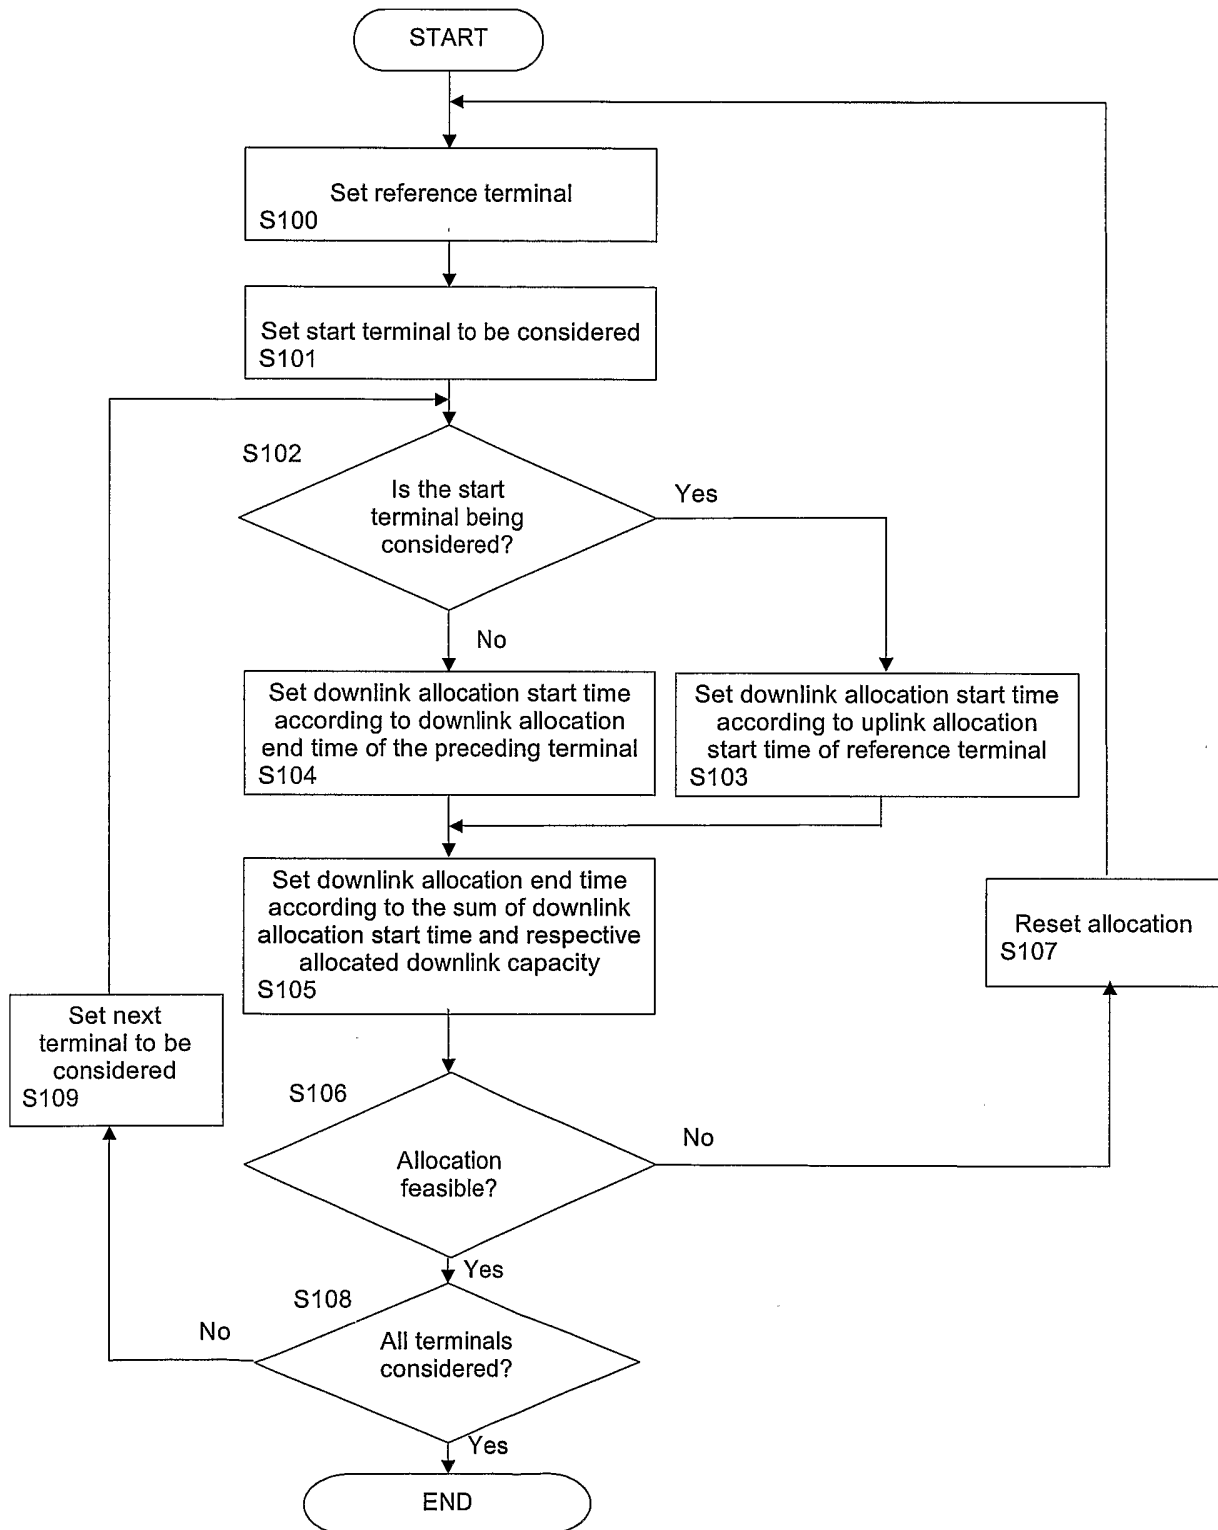 START
Set reference terminal
S100
Set start terminal to be considered
S101
S102
Is the start
terminal being
considered?
Yes
No
Set downlink allocation start time
according to downlink allocation
end time of the preceding terminal
S104
Set downlink allocation start time
according to uplink allocation
start time of reference terminal
S103
Set downlink allocation end time
according to the sum of downlink
allocation start time and respective
allocated downlink capacity
S105
Reset allocation
S107
Set next
terminal to be
considered
S109
S106
Allocation
feasible?
No
Yes
S108
All terminals
considered?
No
Yes
END